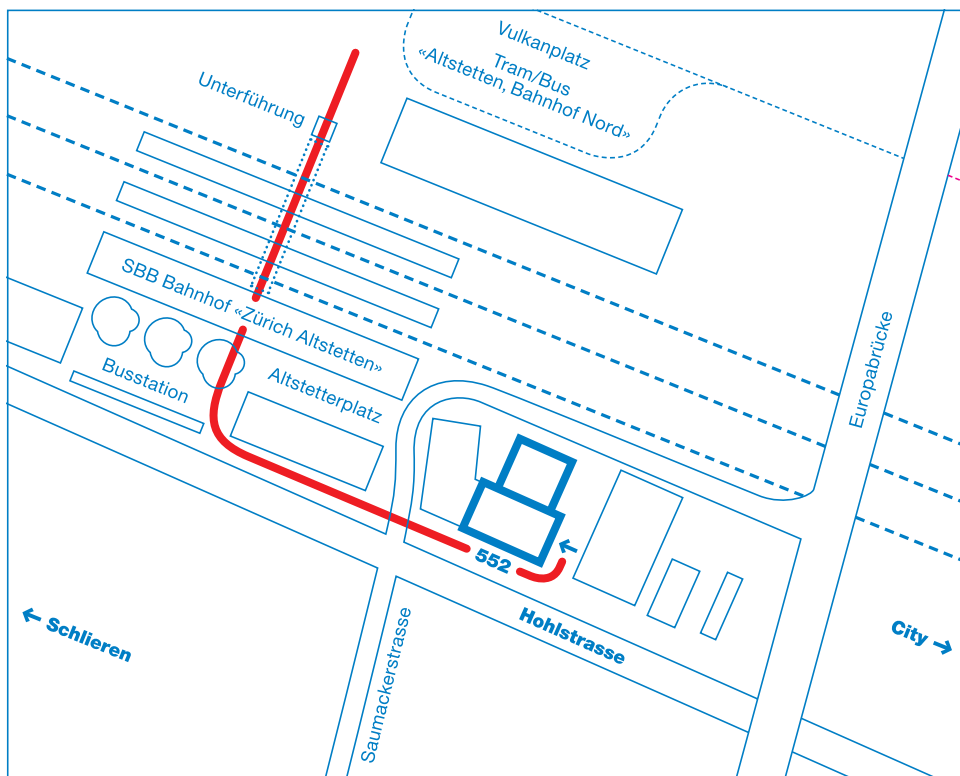 Vulkanplatz
Tram/Bus
«Altstetten, Bahnhof Nord»
Unterführung
SBB Bahnhof «Zürich Altstetten»
Busstation
Altstetterplatz
Europabrücke
552
Hohlstrasse
← Schlieren
City →
Saumackerstrasse